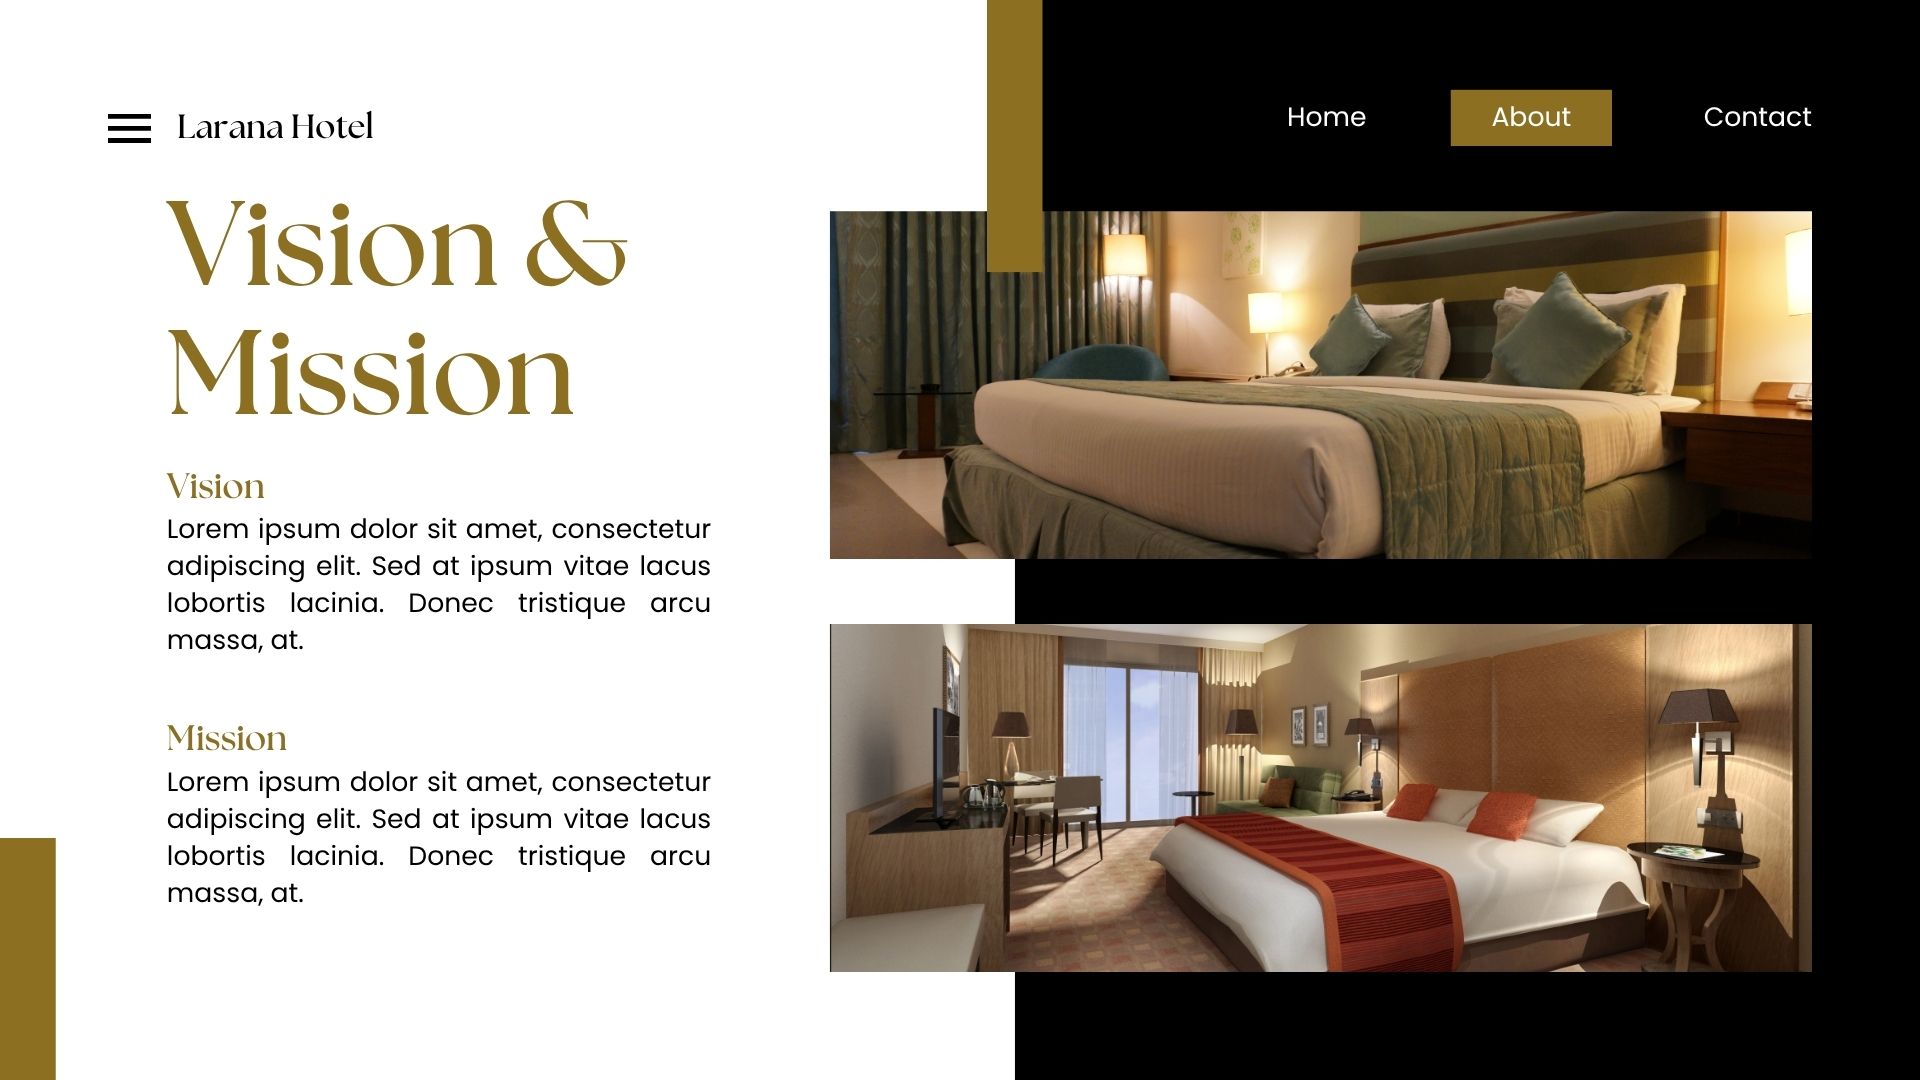 Larana Hotel
Home
About
Contact
Vision &
Mission
Vision
Lorem ipsum dolor sit amet, consectetur
adipiscing elit. Sed at ipsum vitae lacus
lobortis lacinia. Donec tristique arcu
massa, at.
Mission
Lorem ipsum dolor sit amet, consectetur
adipiscing elit. Sed at ipsum vitae lacus
lobortis lacinia. Donec tristique arcu
massa, at.